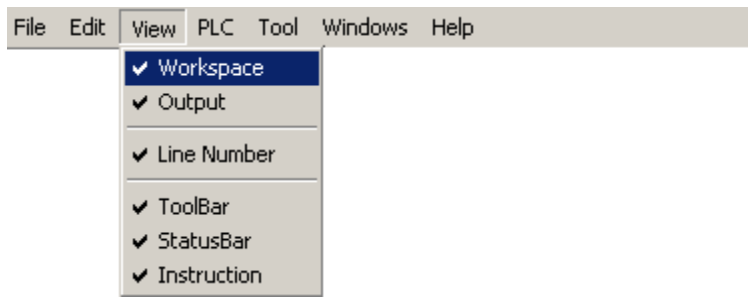 File Edit View PLC Tool Windows Help
Workspace
Output
Line Number
ToolBar
StatusBar
Instruction